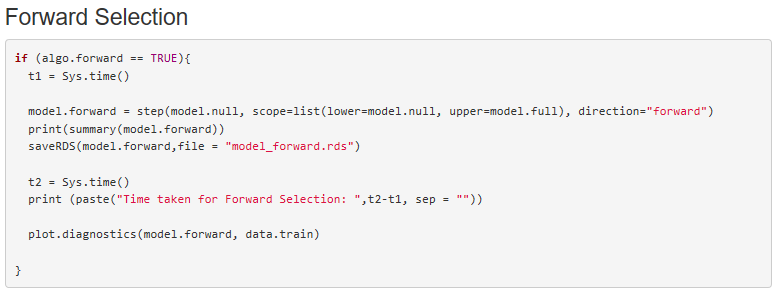 Forward Selection
if (algo.forward == TRUE){
  t1 = Sys.time()
  model.forward = step(model.null, scope=list(lower=model.null, upper=model.full), direction="forward")
  print(summary(model.forward))
  saveRDS(model.forward,file = "model_forward.rds")
  t2 = Sys.time()
  print (paste("Time taken for Forward Selection: ",t2-t1, sep = ""))
  plot.diagnostics(model.forward, data.train)
}